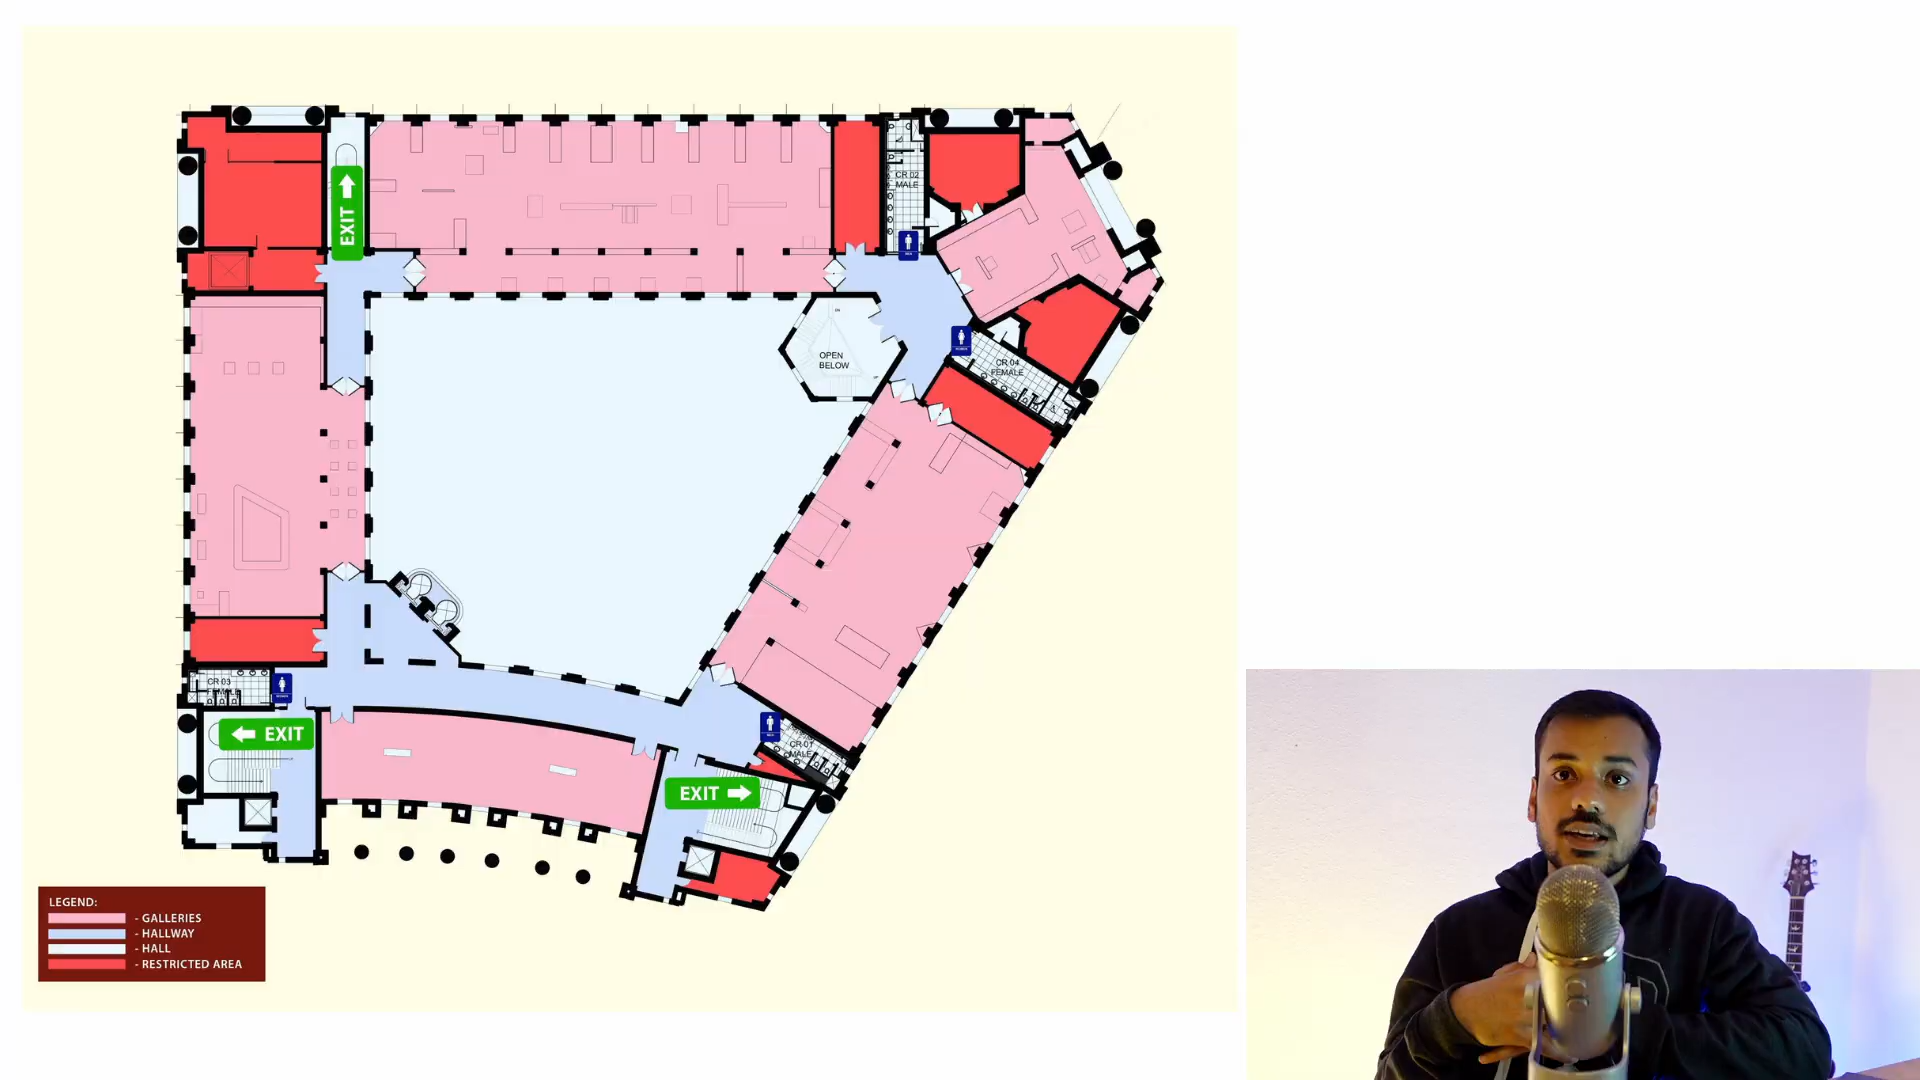 EXIT
CR 02
MALE
OPEN
BELOW
CR 04
FEMALE
CR 03
FEMALE
EXIT
CR 01
MALE
EXIT
LEGEND:
- GALLERIES
- HALLWAY
- HALL
- RESTRICTED AREA